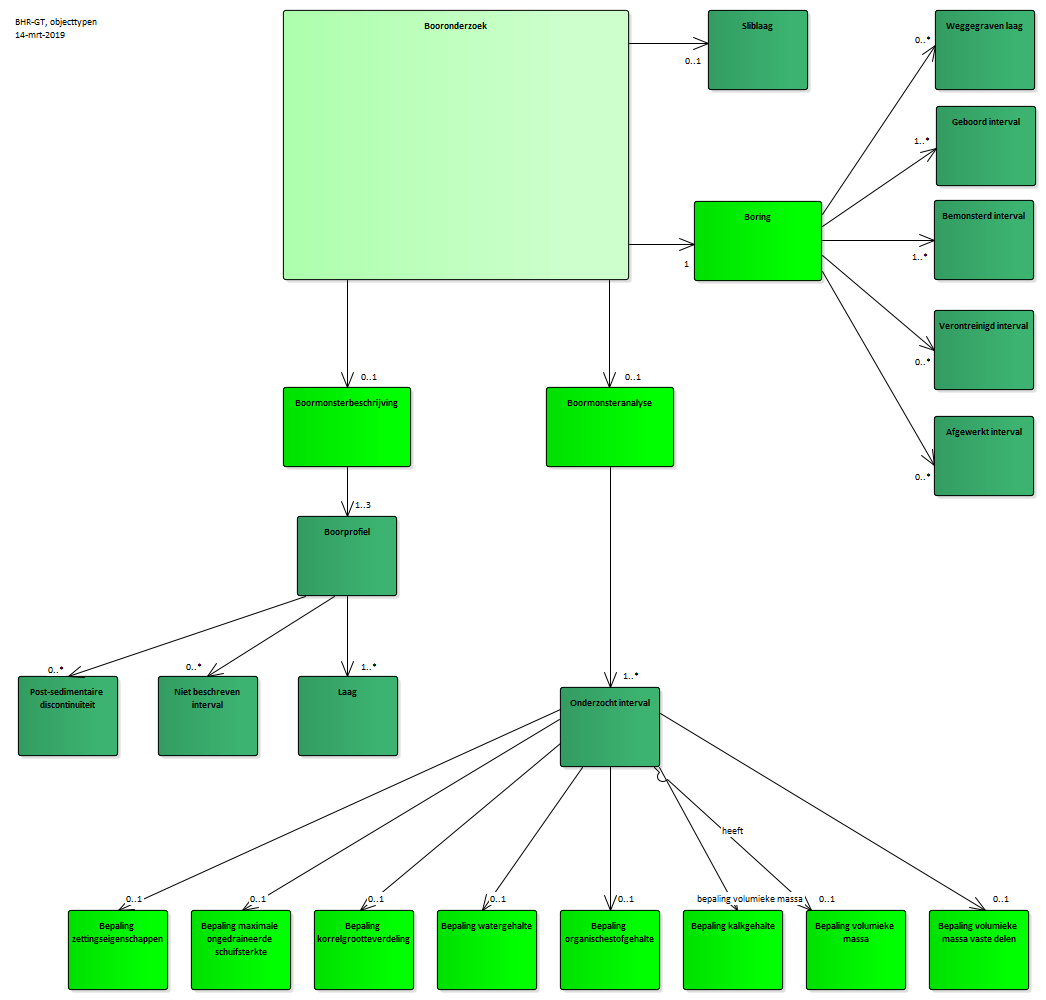 BHR-GT, objecttypen
14-mrt-2019
Booronderzoek
Sliblaag
0..1
Weggegraven laag
0..*
Geboord interval
1..*
Boring
1
Bemonsterd interval
1..*
Verontreinigd interval
0..*
Afgewerkt interval
0..*
0..1
0..1
Boormonsterbeschrijving
Boormonsteranalyse
1..3
Boorprofiel
0..*
0..*
1..*
Post-sedimentaire
discontinuïteit
Niet beschreven
interval
Laag
1..*
Onderzocht interval
heeft
0..1
0..1
0..1
0..1
0..1
bepaling volumieke massa
0..1
0..1
Bepaling
zettingseigenschappen
Bepaling maximale
ongedraineerde
schuifsterkte
Bepaling
korrelgrootteverdeling
Bepaling watergehalte
Bepaling
organischestofgehalte
Bepaling kalkgehalte
Bepaling volumieke
massa
Bepaling volumieke
massa vaste delen